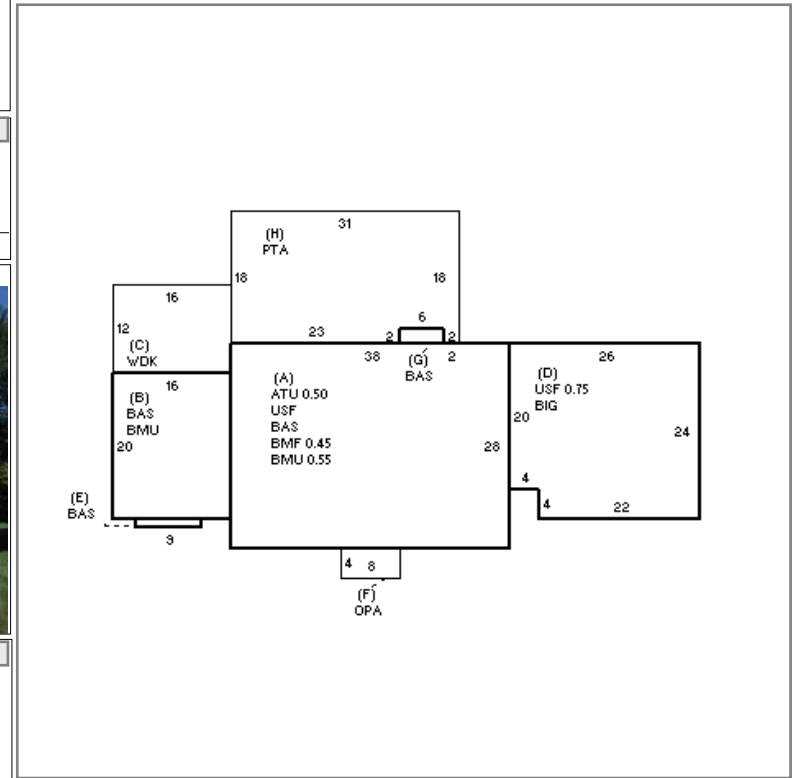 31
(H)
PTA
18
18
16
6
12
23
2
2
(C)
WDK
38
(G)
2
BAS
26
16
(A)
ATU 0.50
USF
BAS
BMF 0.45
BMU 0.55
(D)
USF 0.75
BIG
(B)
BAS
BMU
20
20
24
28
4
4
22
(E)
BAS
9
4
8
(F)
OPA